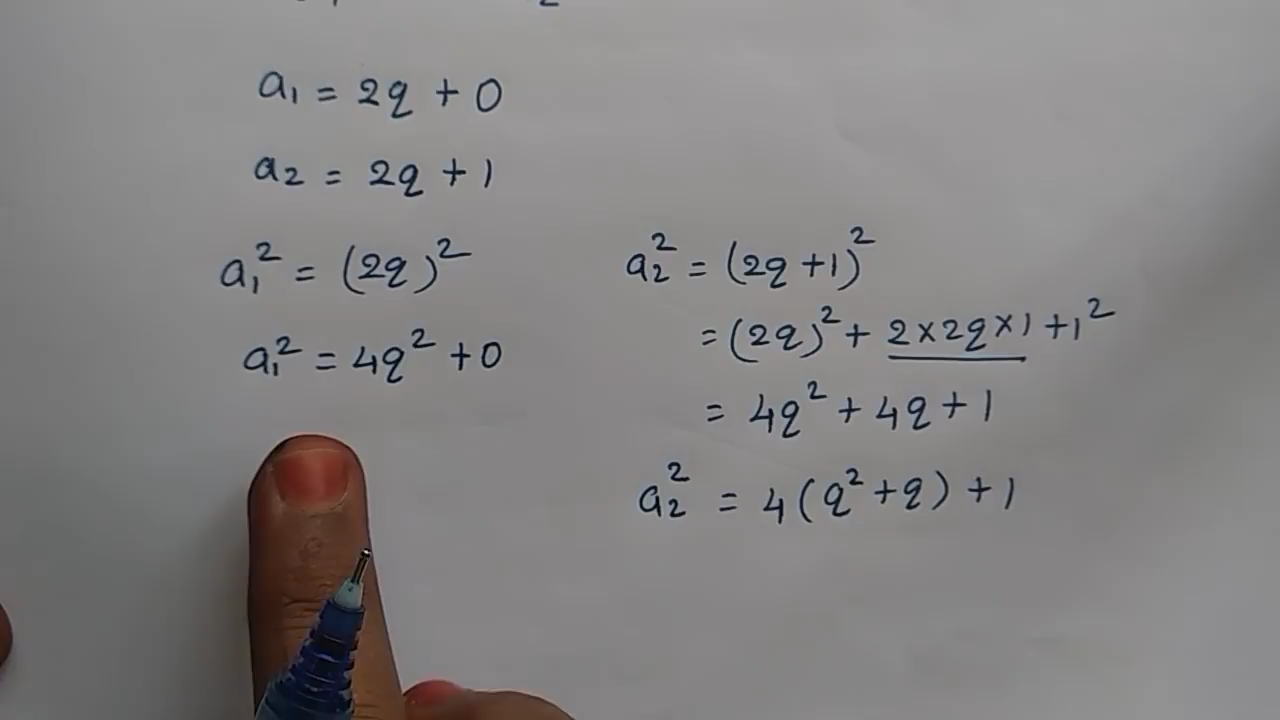 a₁ = 2q + 0
a₂ = 2q + 1
a₁² = (2q)²
a₁² = 4q² + 0
a₂² = (2q + 1)²
= (2q)² + 2×2q×1 + 1²
= 4q² + 4q + 1
a₂² = 4(q² + q) + 1